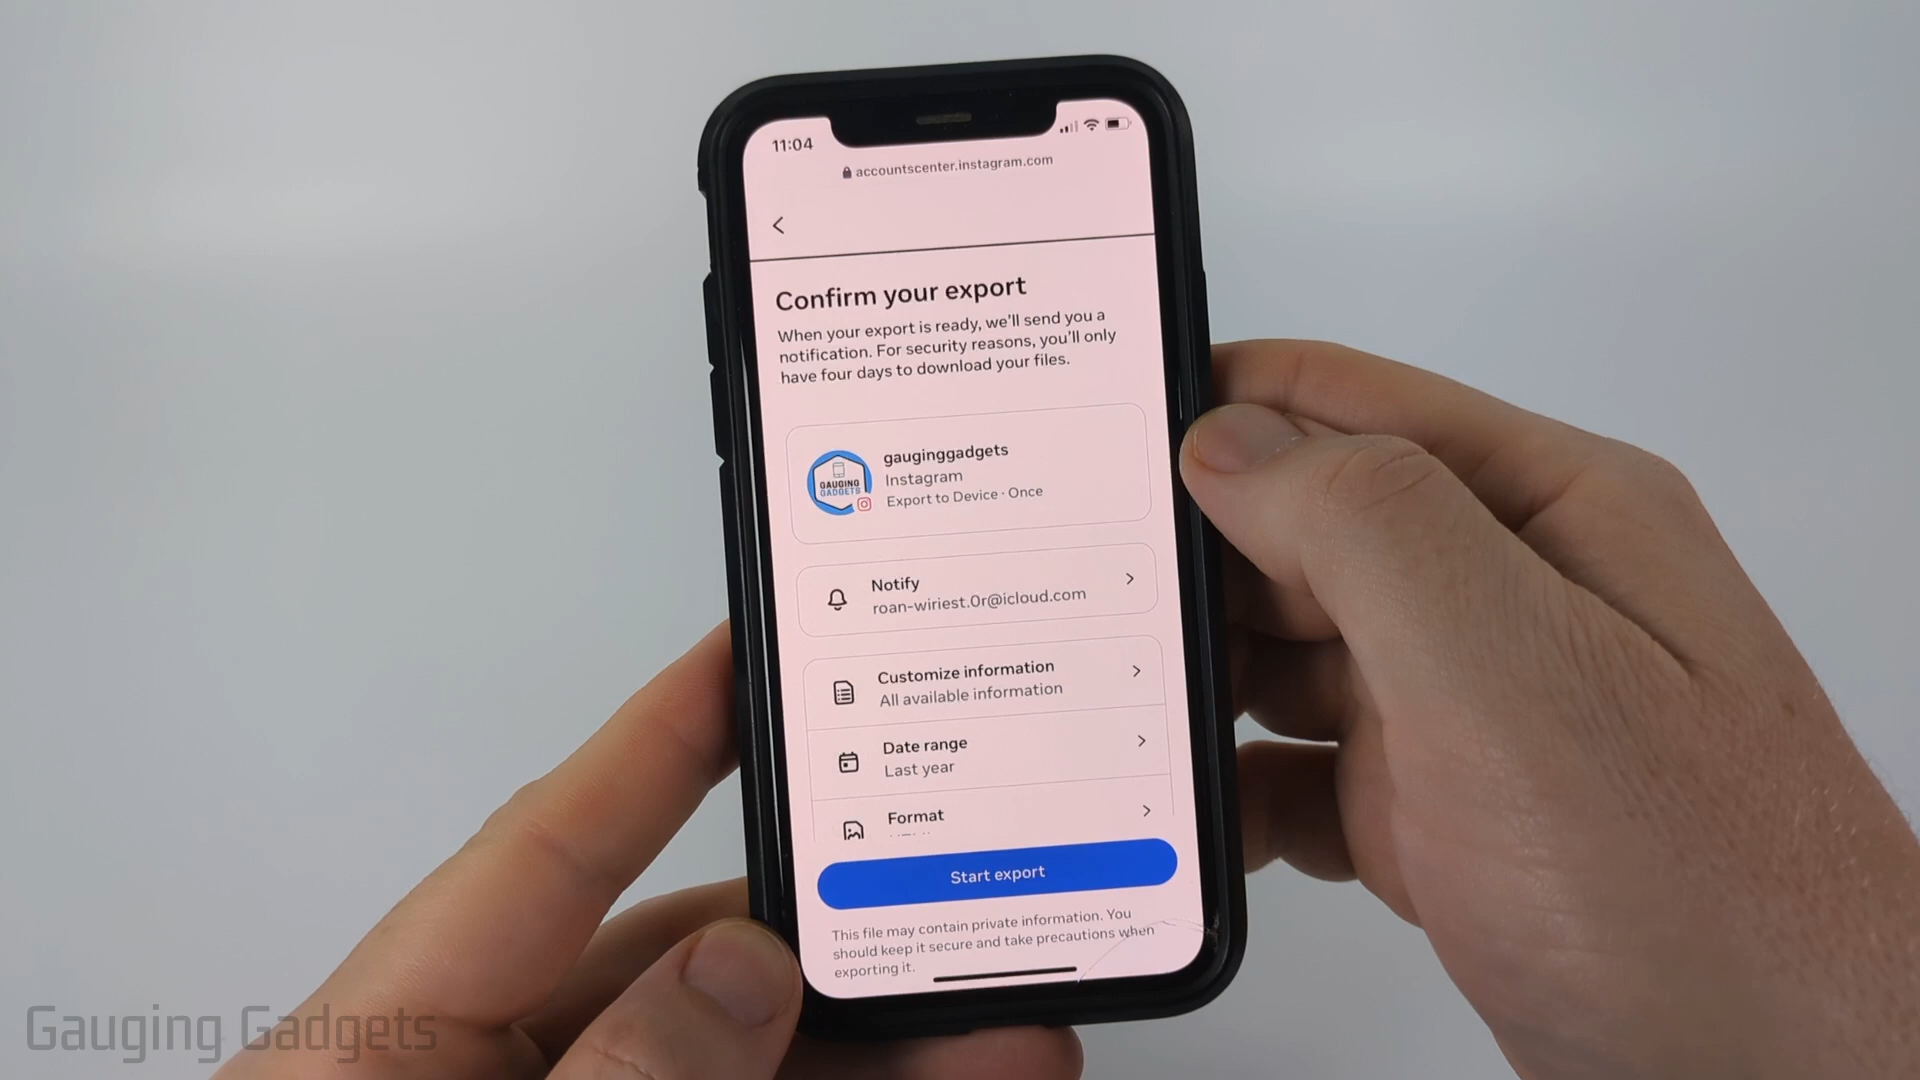 11:04
accountscenter.instagram.com
Confirm your export
When your export is ready, we'll send you a
notification. For security reasons, you'll only
have four days to download your files.
GAUGING
GADGETS
gauginggadgets
Instagram
Export to Device · Once
Notify
roan-wiriest.0r@icloud.com
Customize information
All available information
Date range
Last year
Format
Start export
This file may contain private information. You
should keep it secure and take precautions when
exporting it.
Gauging Gadgets